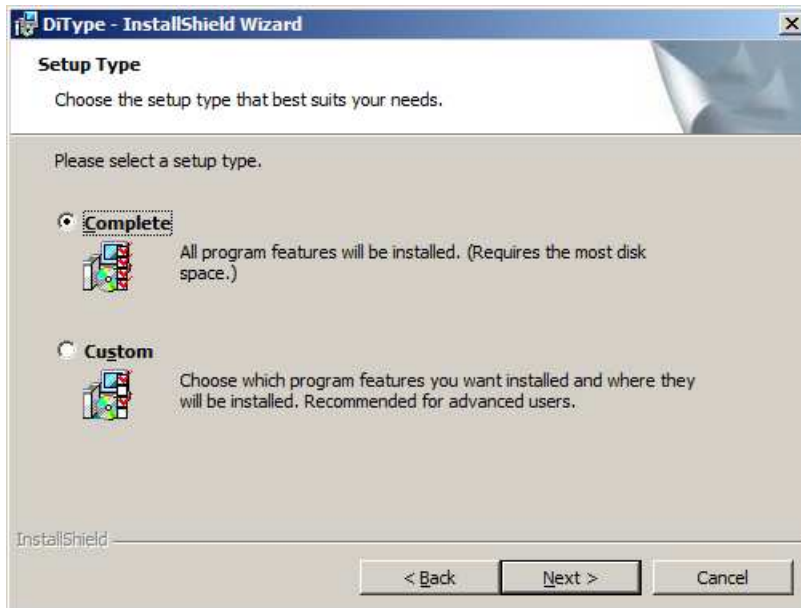 DiType - InstallShield Wizard
Setup Type
Choose the setup type that best suits your needs.
Please select a setup type.
Complete
All program features will be installed. (Requires the most disk
space.)
Custom
Choose which program features you want installed and where they
will be installed. Recommended for advanced users.
InstallShield
< Back
Next >
Cancel